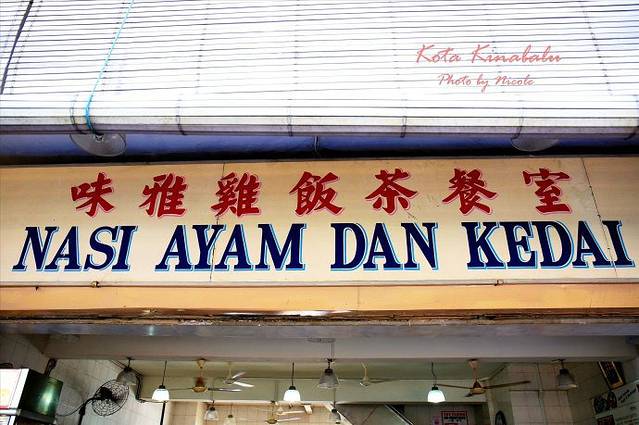 Kota Kinabalu
Photo by Nicole
味雅雞飯茶餐室
NASI AYAM DAN KEDAI